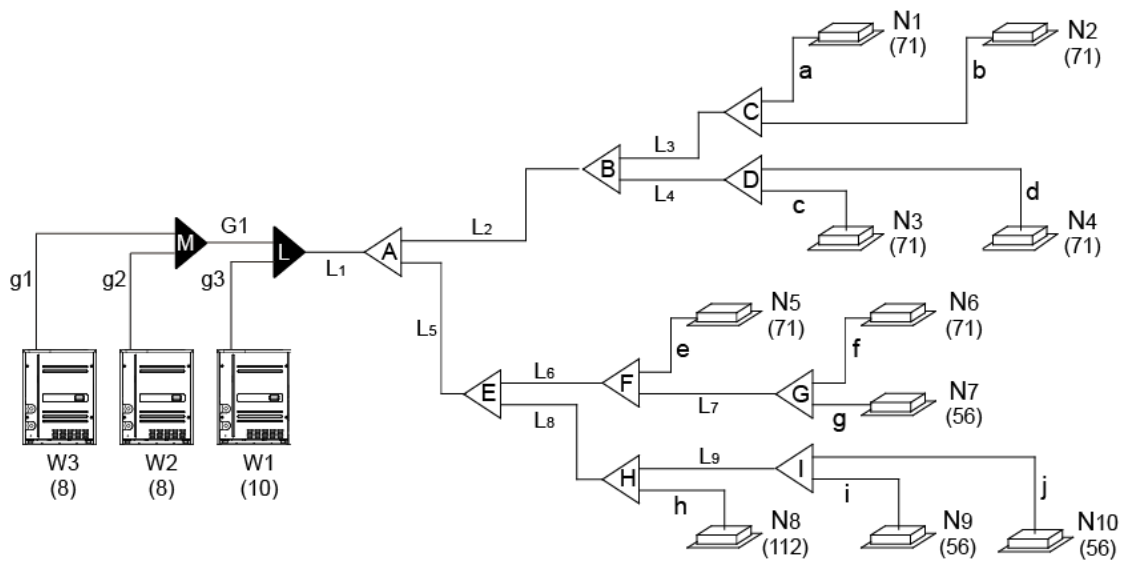 N1
(71)
N2
(71)
a
b
C
L3
B
L4
D
d
c
N3
(71)
N4
(71)
L2
G1
M
L
L1
A
g1
g2
g3
L5
N5
(71)
N6
(71)
e
f
L6
F
E
L7
G
g
N7
(56)
L8
L9
I
j
H
i
h
N8
(112)
N9
(56)
N10
(56)
W3
(8)
W2
(8)
W1
(10)